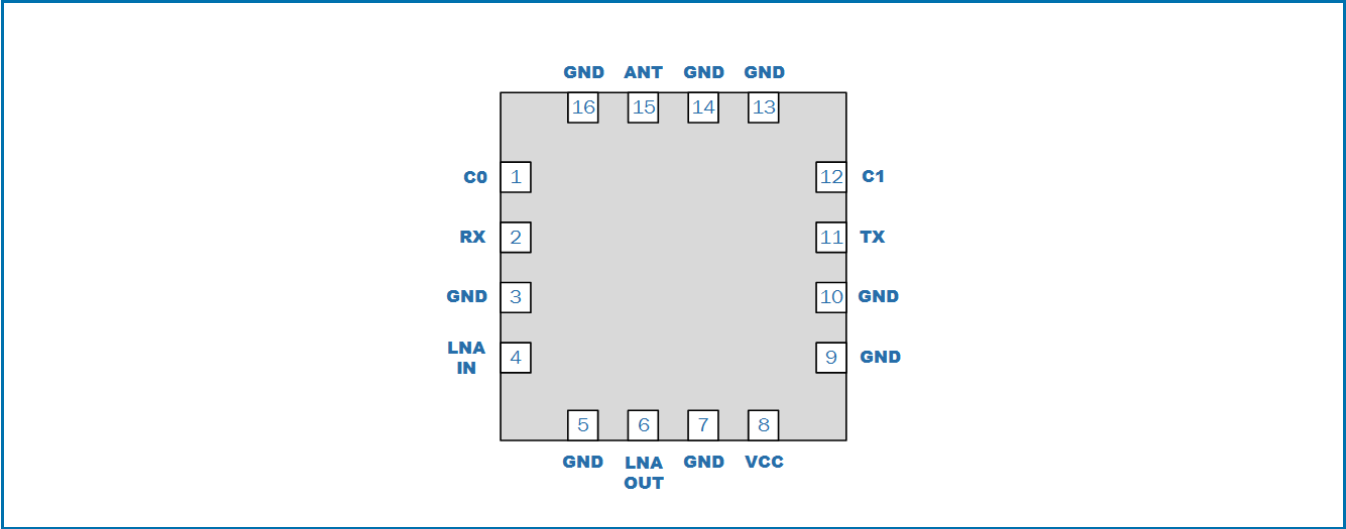 GND ANT GND GND
16 15 14 13
C0 1 12 C1
RX 2 11 TX
GND 3 10 GND
LNA
IN 4 9 GND
5 6 7 8
GND LNA GND VCC
OUT